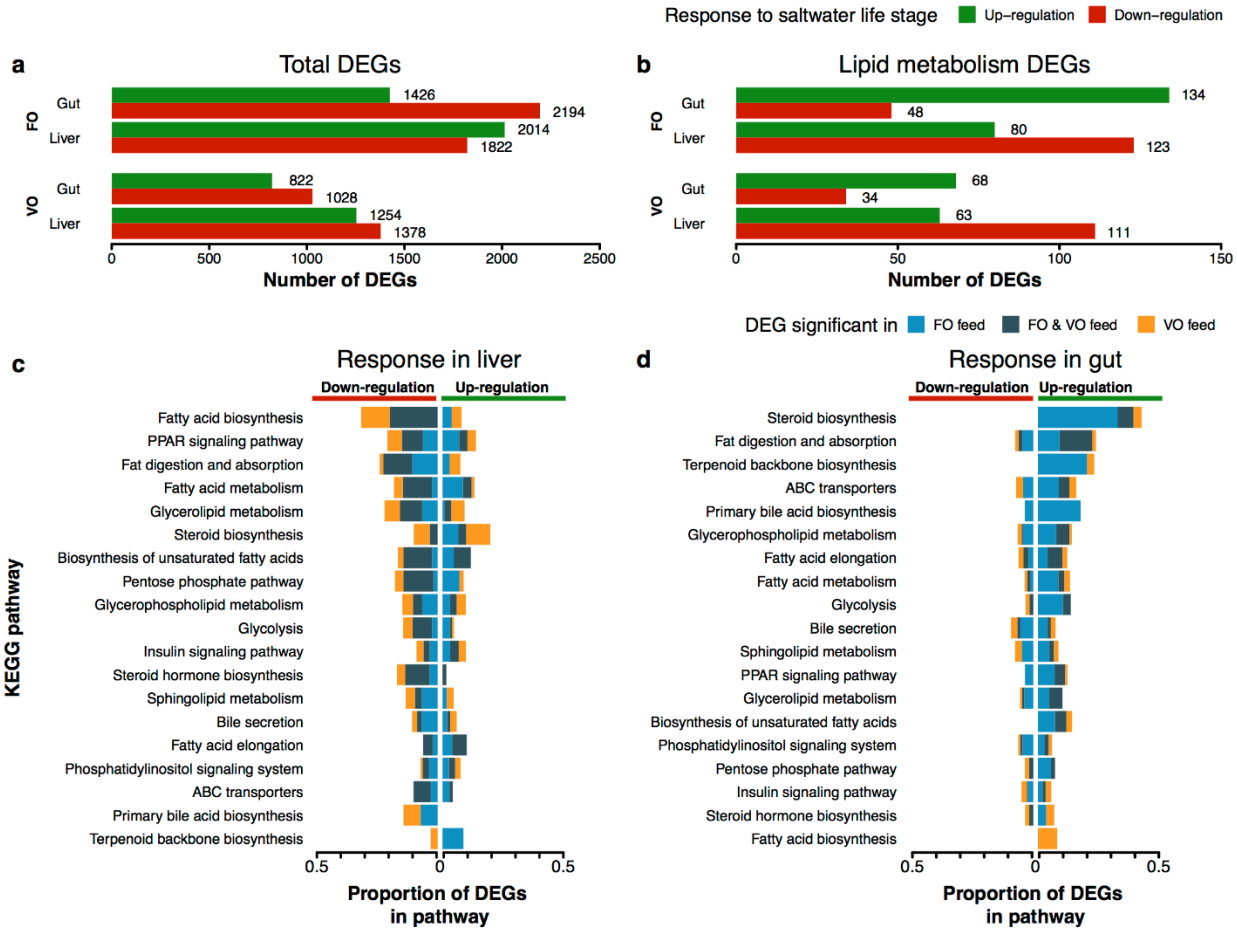 Response to saltwater life stage Up-regulation Down-regulation
a Total DEGs
FO
Gut 1426
2194
Liver 2014
1822
VO
Gut 822
1028
Liver 1254
1378
0 500 1000 1500 2000 2500
Number of DEGs
b Lipid metabolism DEGs
FO
Gut 134
48
Liver 80
123
VO
Gut 68
34
Liver 63
111
0 50 100 150
Number of DEGs
DEG significant in FO feed FO & VO feed VO feed
c Response in liver
Down-regulation Up-regulation
KEGG pathway
Fatty acid biosynthesis
PPAR signaling pathway
Fat digestion and absorption
Fatty acid metabolism
Glycerolipid metabolism
Steroid biosynthesis
Biosynthesis of unsaturated fatty acids
Pentose phosphate pathway
Glycerophospholipid metabolism
Glycolysis
Insulin signaling pathway
Steroid hormone biosynthesis
Sphingolipid metabolism
Bile secretion
Fatty acid elongation
Phosphatidylinositol signaling system
ABC transporters
Primary bile acid biosynthesis
Terpenoid backbone biosynthesis
0.5 0 0.5
Proportion of DEGs
in pathway
d Response in gut
Down-regulation Up-regulation
Steroid biosynthesis
Fat digestion and absorption
Terpenoid backbone biosynthesis
ABC transporters
Primary bile acid biosynthesis
Glycerophospholipid metabolism
Fatty acid elongation
Fatty acid metabolism
Glycolysis
Bile secretion
Sphingolipid metabolism
PPAR signaling pathway
Glycerolipid metabolism
Biosynthesis of unsaturated fatty acids
Phosphatidylinositol signaling system
Pentose phosphate pathway
Insulin signaling pathway
Steroid hormone biosynthesis
Fatty acid biosynthesis
0.5 0 0.5
Proportion of DEGs
in pathway